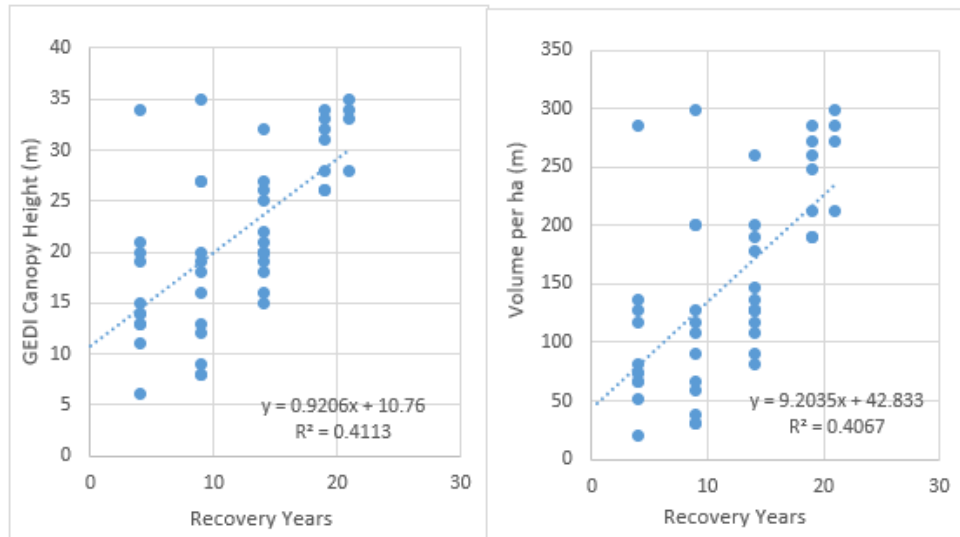 40
35
30
25
20
15
10
5
0
GEDI Canopy Height (m)
y = 0.9206x + 10.76
R² = 0.4113
0 10 20 30
Recovery Years
350
300
250
200
150
100
50
0
Volume per ha (m)
y = 9.2035x + 42.833
R² = 0.4067
0 10 20 30
Recovery Years